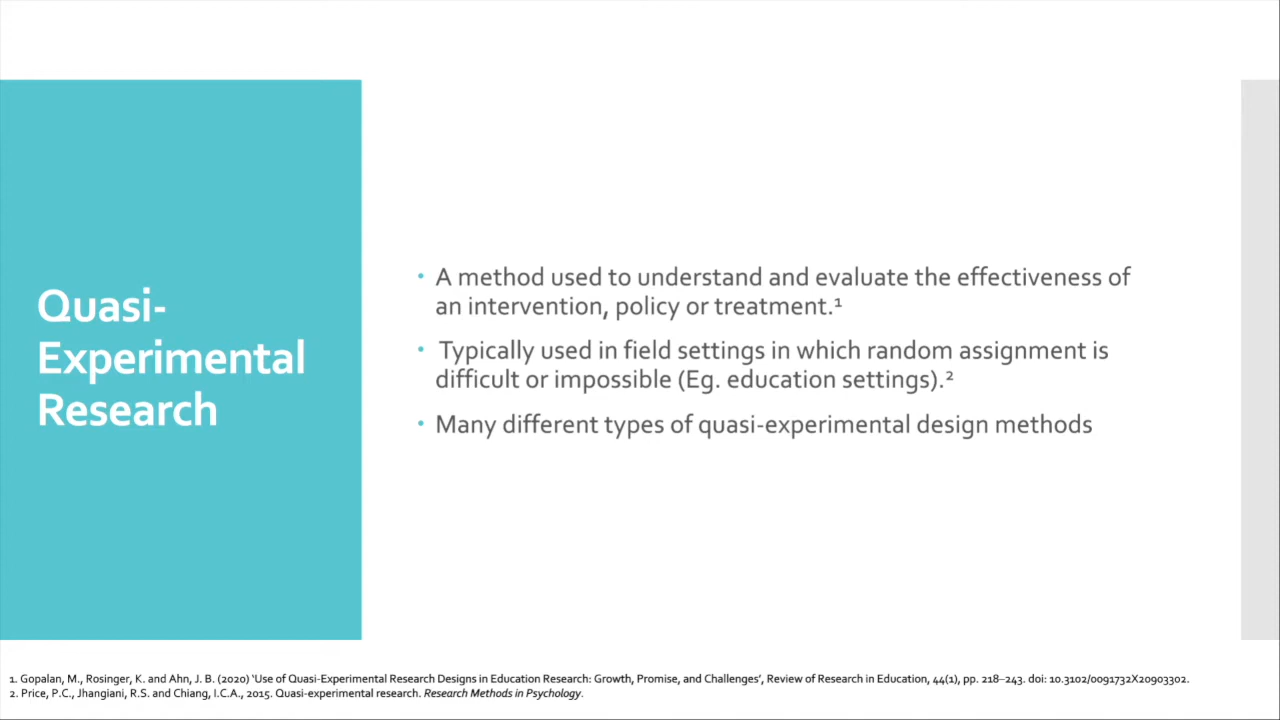 Quasi-
Experimental
Research
• A method used to understand and evaluate the effectiveness of
an intervention, policy or treatment.¹
• Typically used in field settings in which random assignment is
difficult or impossible (Eg. education settings).²
• Many different types of quasi-experimental design methods
1. Gopalan, M., Rosinger, K. and Ahn, J. B. (2020) ‘Use of Quasi-Experimental Research Designs in Education Research: Growth, Promise, and Challenges’, Review of Research in Education, 44(1), pp. 218–243. doi: 10.3102/0091732X20903302.
2. Price, P.C., Jhangiani, R.S. and Chiang, I.C.A., 2015. Quasi-experimental research. Research Methods in Psychology.